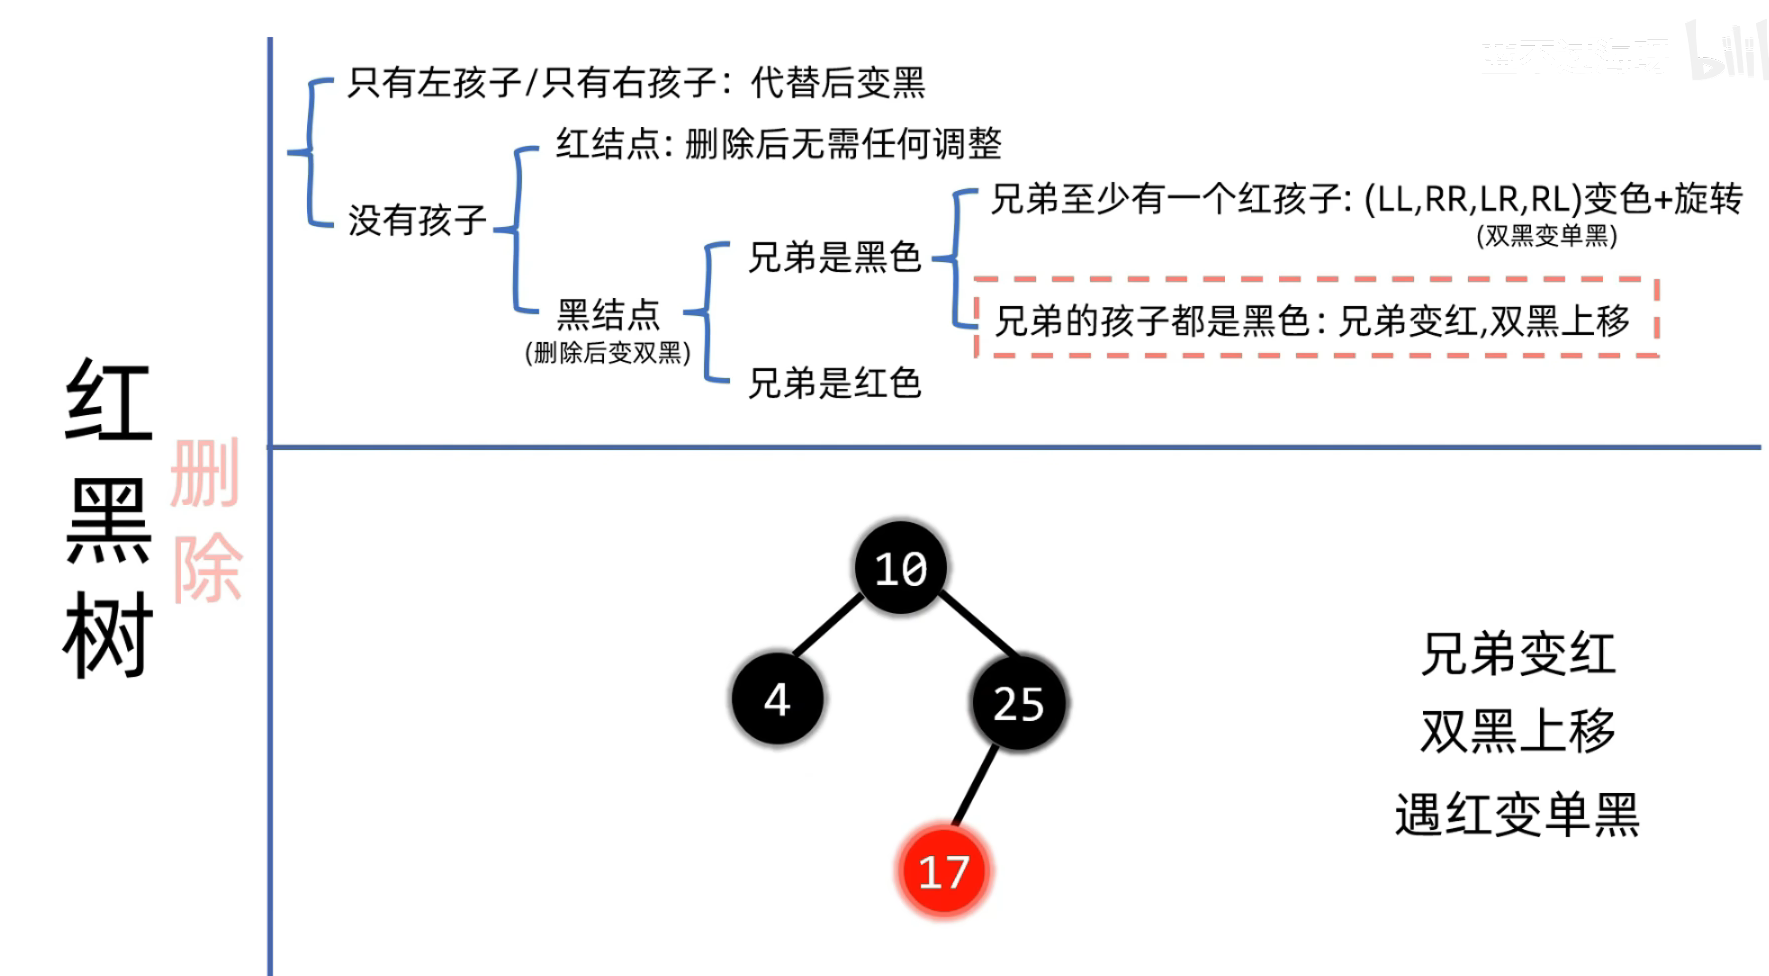 只有左孩子/只有右孩子：代替后变黑
红结点：删除后无需任何调整
没有孩子
兄弟至少有一个红孩子：(LL,RR,LR,RL)变色+旋转
(双黑变单黑)
兄弟是黑色
兄弟的孩子都是黑色：兄弟变红,双黑上移
黑结点
(删除后变双黑)
兄弟是红色
红黑树
删除
10
4
25
17
兄弟变红
双黑上移
遇红变单黑